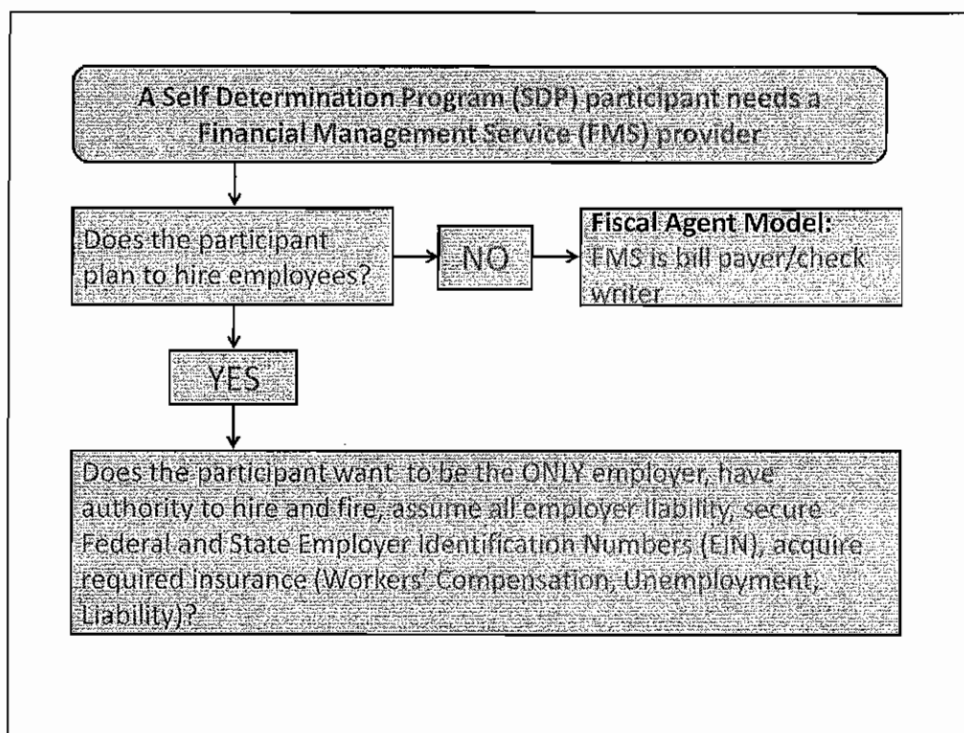 A Self Determination Program (SDP) participant needs a
Financial Management Service (FMS) provider
Does the participant
plan to hire employees?
NO
Fiscal Agent Model:
FMS is bill payer/check
writer
YES
Does the participant want to be the ONLY employer, have
authority to hire and fire, assume all employer liability, secure
Federal and State Employer Identification Numbers (EIN), acquire
required insurance (Workers' Compensation, Unemployment,
Liability)?